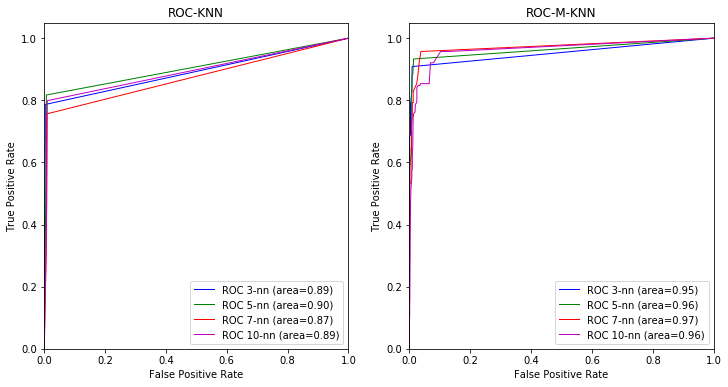 ROC-KNN
True Positive Rate
1.0
0.8
0.6
0.4
0.2
0.0
ROC 3-nn (area=0.89)
ROC 5-nn (area=0.90)
ROC 7-nn (area=0.87)
ROC 10-nn (area=0.89)
0.0 0.2 0.4 0.6 0.8 1.0
False Positive Rate
ROC-M-KNN
True Positive Rate
1.0
0.8
0.6
0.4
0.2
0.0
ROC 3-nn (area=0.95)
ROC 5-nn (area=0.96)
ROC 7-nn (area=0.97)
ROC 10-nn (area=0.96)
0.0 0.2 0.4 0.6 0.8 1.0
False Positive Rate